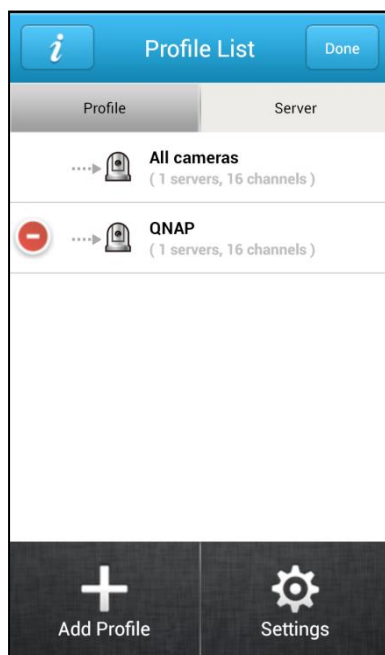 i
Profile List
Done
Profile
Server
All cameras
( 1 servers, 16 channels )
QNAP
( 1 servers, 16 channels )
Add Profile
Settings